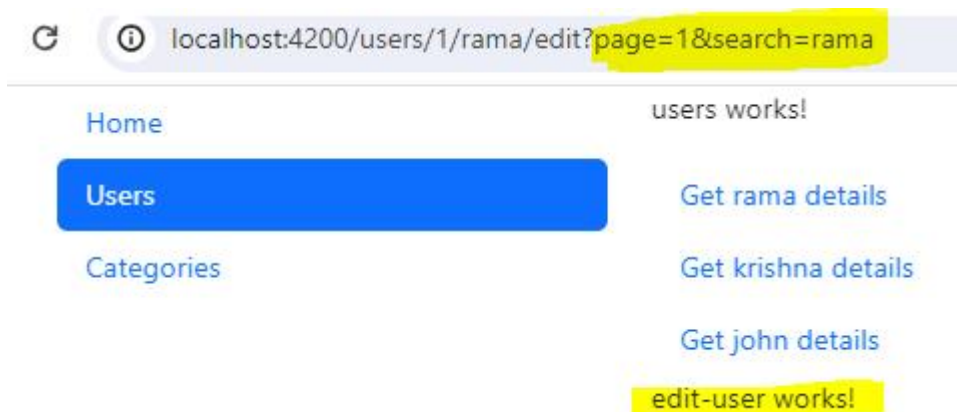 localhost:4200/users/1/rama/edit?page=1&search=rama
Home
Users
Categories
users works!
Get rama details
Get krishna details
Get john details
edit-user works!